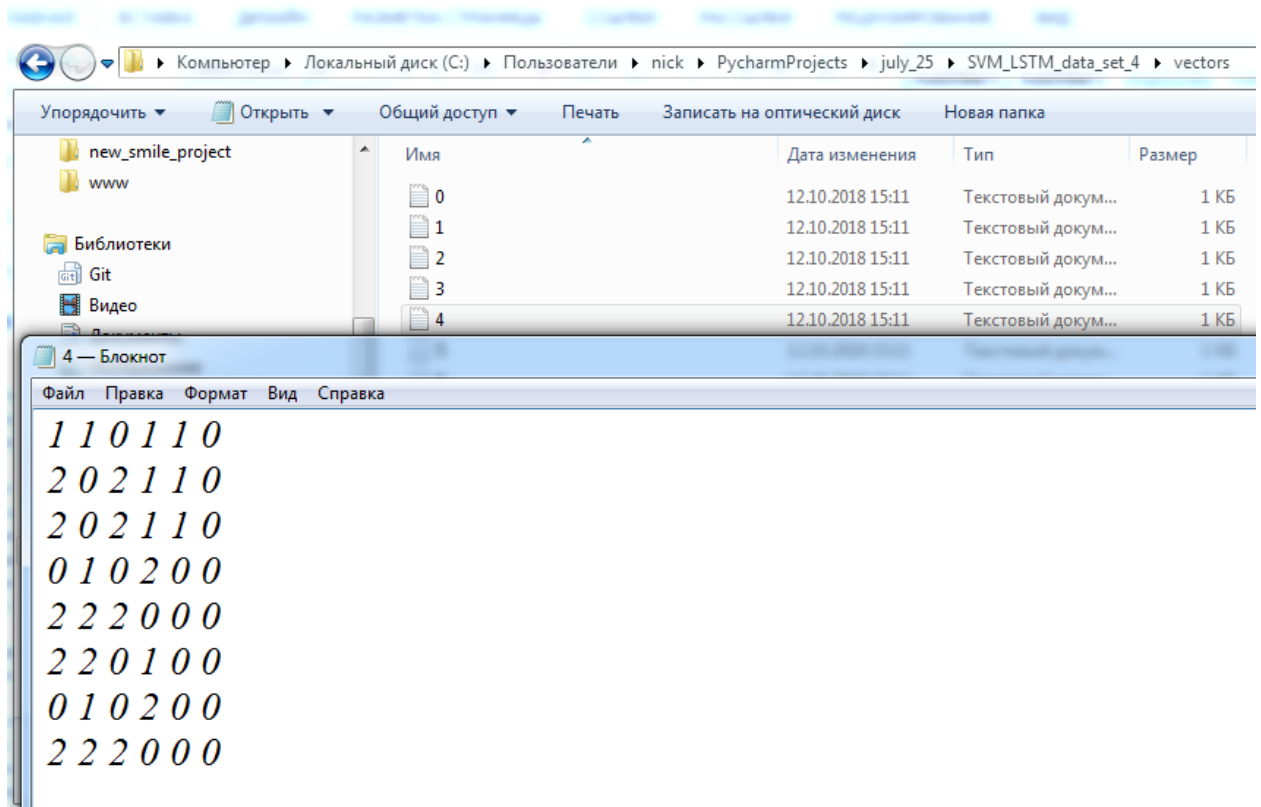 Компьютер Локальный диск (C:) Пользователи nick PycharmProjects july_25 SVM_LSTM_data_set_4 vectors
Упорядочить Открыть Общий доступ Печать Записать на оптический диск Новая папка
new_smile_project
www
Библиотеки
Git
Видео
Имя Дата изменения Тип Размер
0 12.10.2018 15:11 Текстовый докум... 1 КБ
1 12.10.2018 15:11 Текстовый докум... 1 КБ
2 12.10.2018 15:11 Текстовый докум... 1 КБ
3 12.10.2018 15:11 Текстовый докум... 1 КБ
4 12.10.2018 15:11 Текстовый докум... 1 КБ
4 — Блокнот
Файл Правка Формат Вид Справка
1 1 0 1 1 0
2 0 2 1 1 0
2 0 2 1 1 0
0 1 0 2 0 0
2 2 2 0 0 0
2 2 0 1 0 0
0 1 0 2 0 0
2 2 2 0 0 0